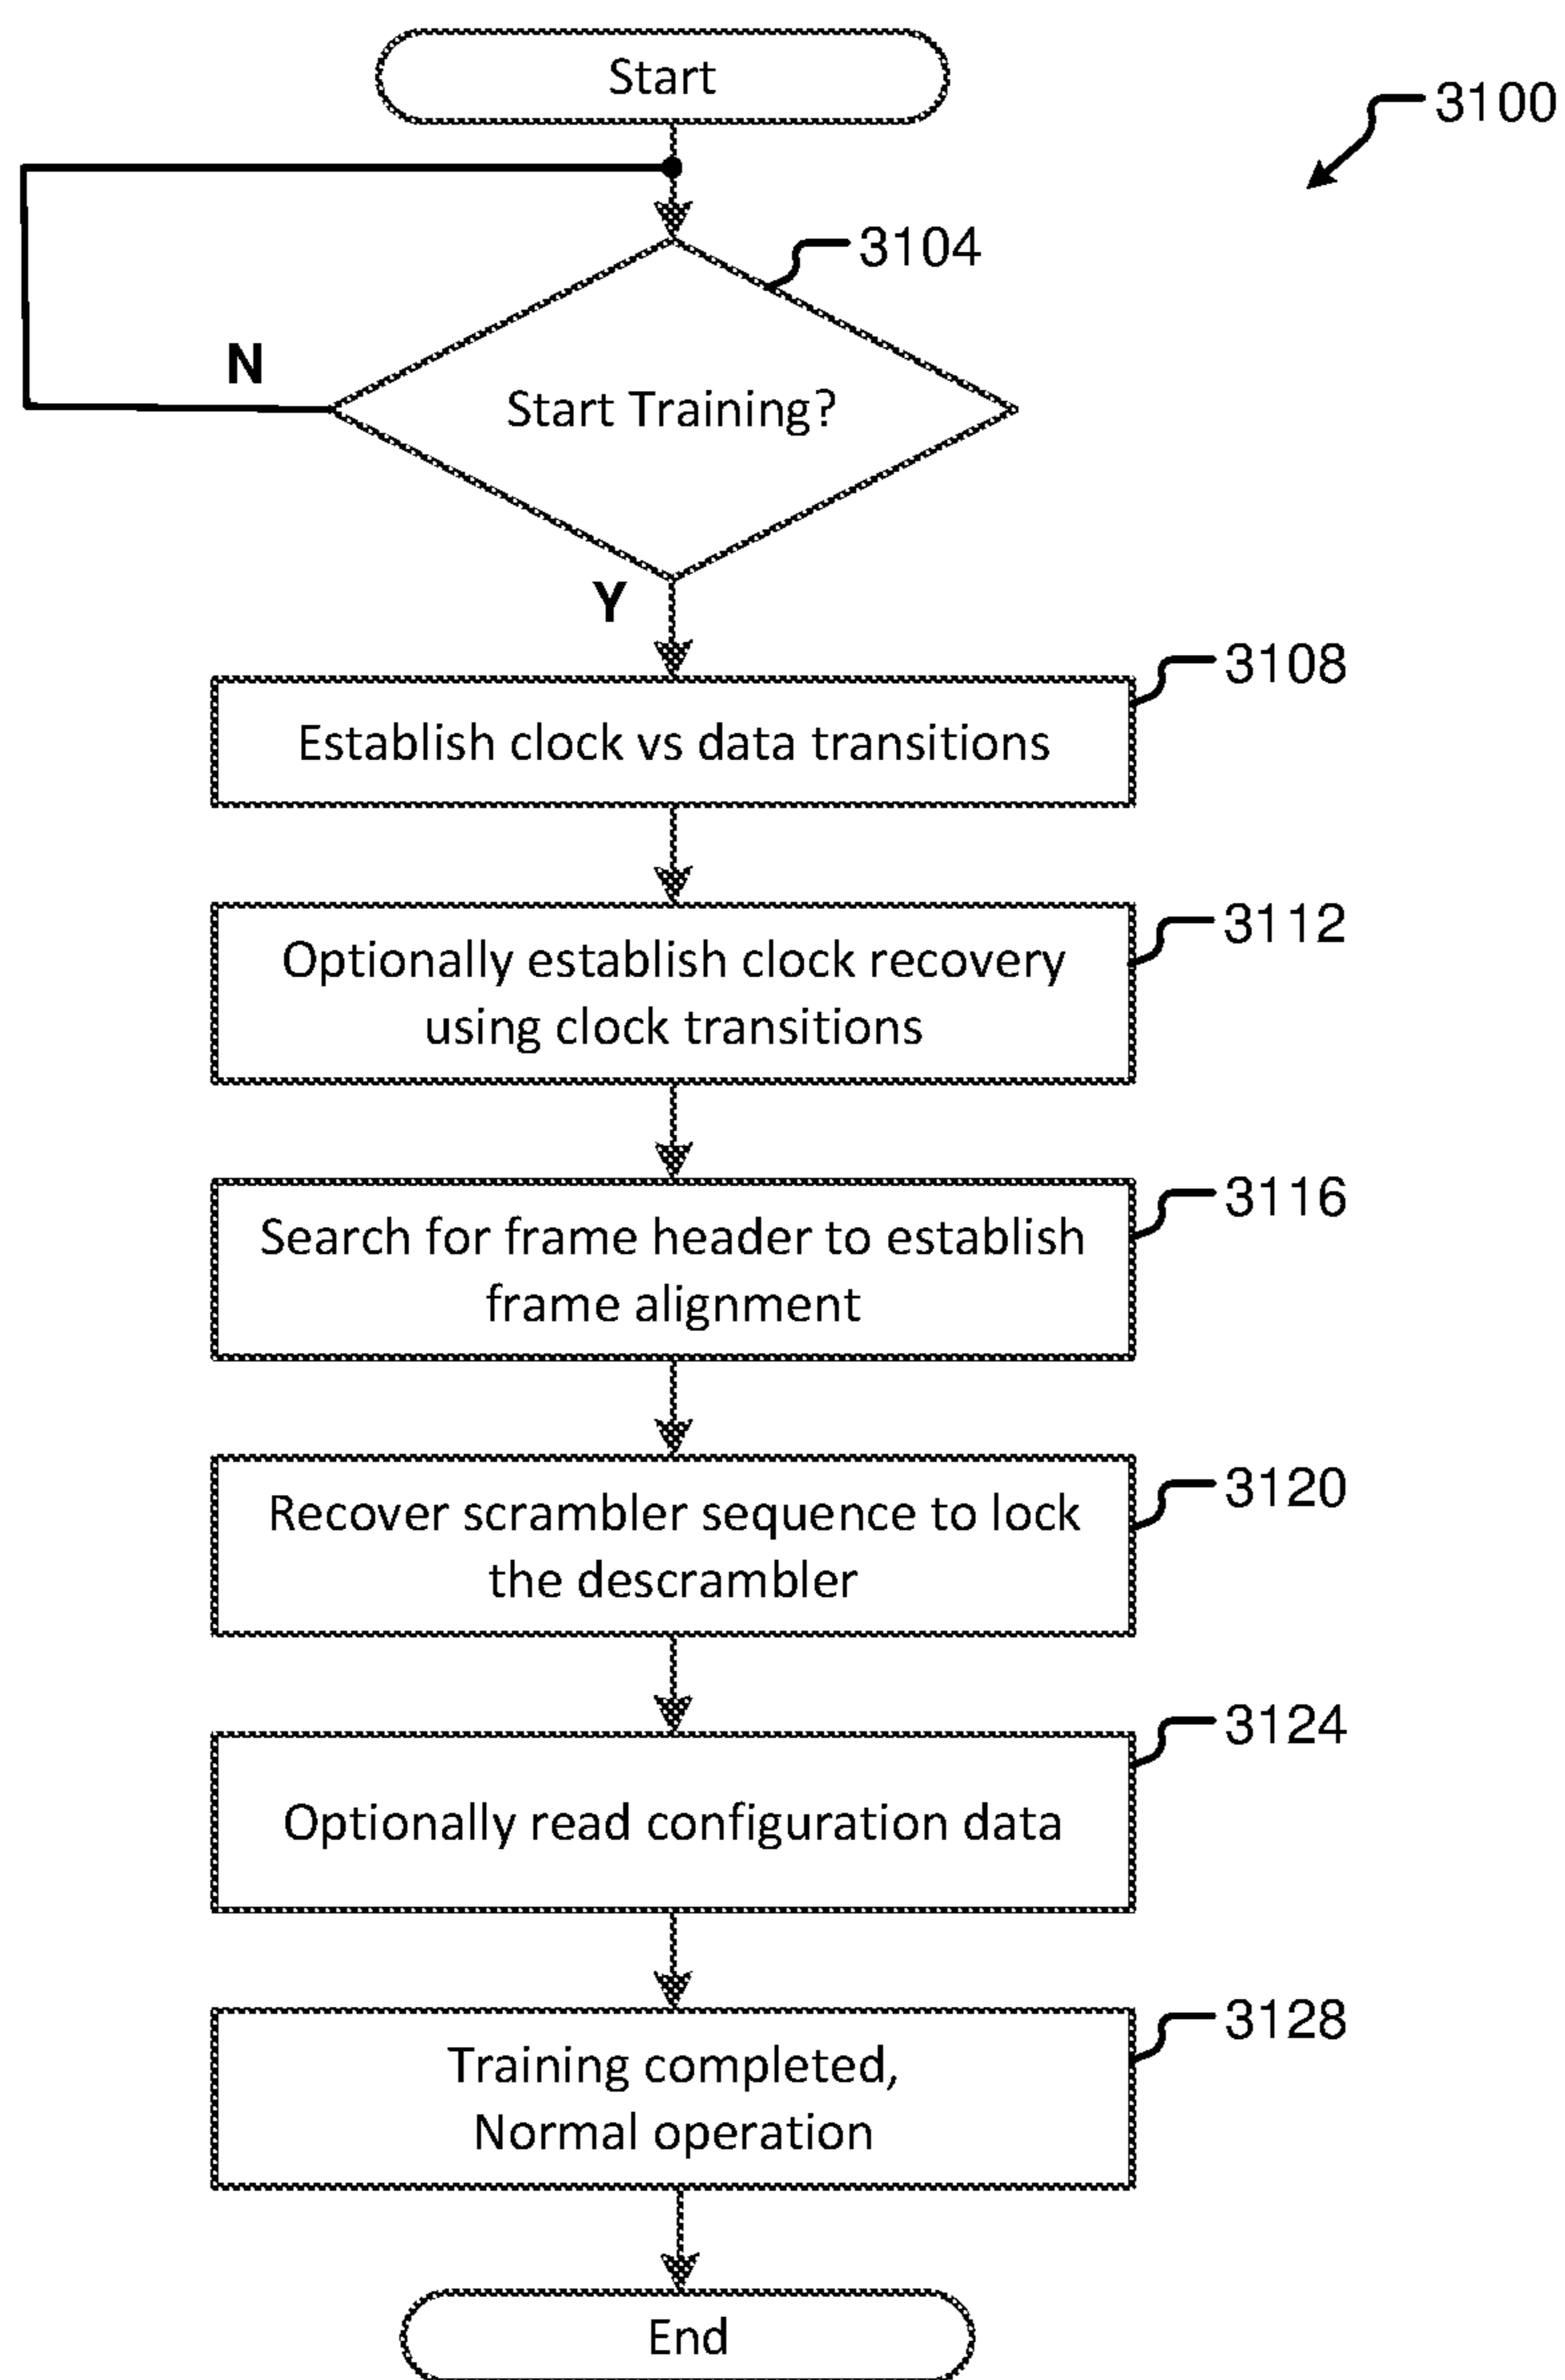 Start
3100
3104
N
Start Training?
Y
3108
Establish clock vs data transitions
3112
Optionally establish clock recovery
using clock transitions
3116
Search for frame header to establish
frame alignment
3120
Recover scrambler sequence to lock
the descrambler
3124
Optionally read configuration data
3128
Training completed,
Normal operation
End